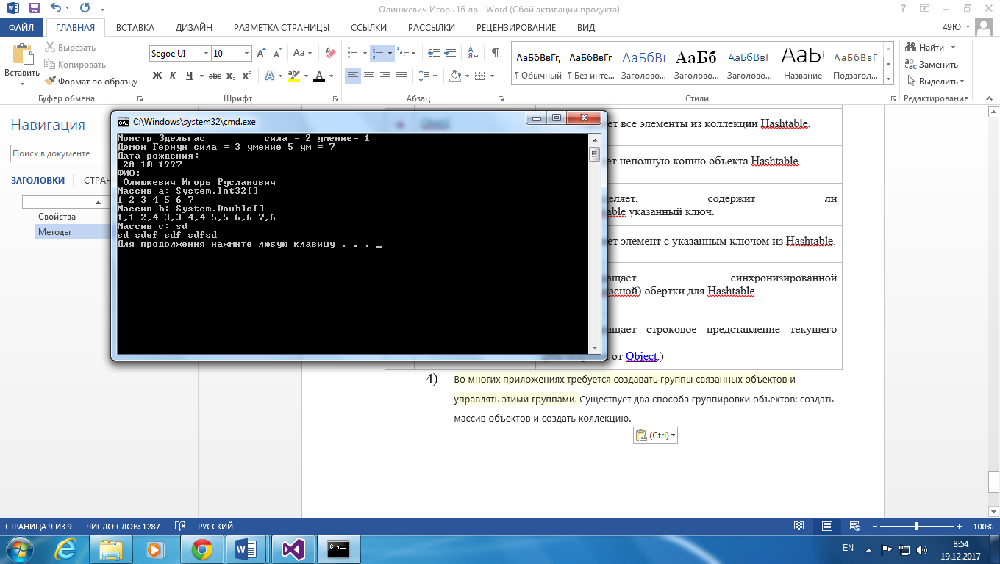 Олишкевич Игорь 16 лр - Word (Сбой активации продукта)
ФАЙЛ ГЛАВНАЯ ВСТАВКА ДИЗАЙН РАЗМЕТКА СТРАНИЦЫ ССЫЛКИ РАССЫЛКИ РЕЦЕНЗИРОВАНИЕ ВИД 49Ю
Вставить
Вырезать
Копировать
Формат по образцу
Буфер обмена
Segoe UI 10
Ж К Ч abc x₂ x²
Шрифт
Абзац
АаБбВвГг, АаБбВвГг, АаБбВı АаБб. АаБбВвГ АаЬ АаБбВвГ
¶ Обычный ¶ Без инте... Заголово... Заголово... Заголово... Название Подзагол...
Стили
Найти
Заменить
Выделить
Редактирование
Навигация
Поиск в документе
ЗАГОЛОВКИ СТРАН
Свойства
Методы
C:\Windows\system32\cmd.exe
Монстр Здельгас сила = 2 умение= 1
Демон Гернун сила = 3 умение 5 ум = 7
Дата рождения:
28 10 1997
ФИО:
Олишкевич Игорь Русланович
Массив a: System.Int32[]
1 2 3 4 5 6 7
Массив b: System.Double[]
1,1 2,4 3,3 4,4 5,5 6,6 7,6
Массив c: sd
sd sdef sdf sdfsd
Для продолжения нажмите любую клавишу . . .
ет все элементы из коллекции Hashtable.
ет неполную копию объекта Hashtable.
еляет, содержит ли
ble указанный ключ.
ет элемент с указанным ключом из Hashtable.
ащает синхронизированной
асной) обертки для Hashtable.
ащает строковое представление текущего
от Object.)
4) Во многих приложениях требуется создавать группы связанных объектов и
управлять этими группами. Существует два способа группировки объектов: создать
массив объектов и создать коллекцию.
(Ctrl)
СТРАНИЦА 9 ИЗ 9 ЧИСЛО СЛОВ: 1287 РУССКИЙ 100%
EN 8:54
19.12.2017